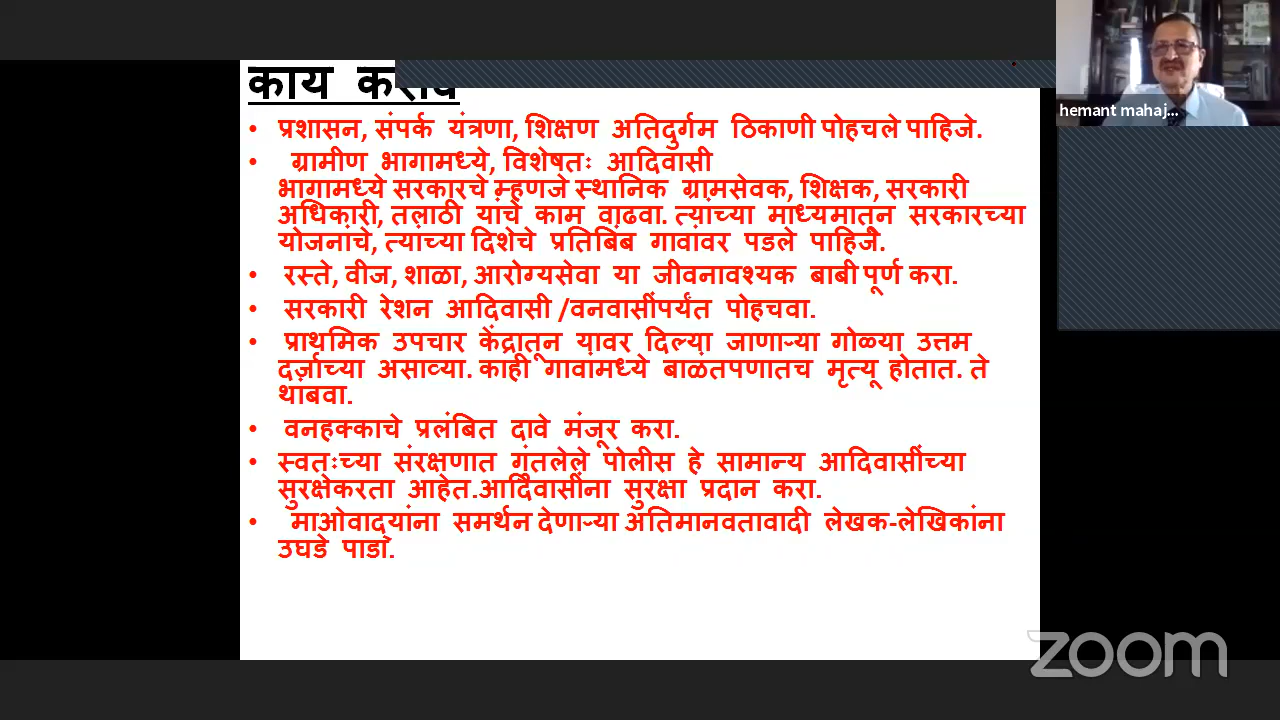 काय करावे
hemant mahaj...
• प्रशासन, संपर्क यंत्रणा, शिक्षण अतिदुर्गम ठिकाणी पोहचले पाहिजे.
• ग्रामीण भागामध्ये, विशेषतः आदिवासी
भागामध्ये सरकारचे म्हणजे स्थानिक ग्रामसेवक, शिक्षक, सरकारी
अधिकारी, तलाठी यांचे काम वाढवा. त्यांच्या माध्यमातून सरकारच्या
योजनांचे, त्यांच्या दिशेचे प्रतिबिंब गावांवर पडले पाहिजे.
• रस्ते, वीज, शाळा, आरोग्यसेवा या जीवनावश्यक बाबी पूर्ण करा.
• सरकारी रेशन आदिवासी /वनवासींपर्यंत पोहचवा.
• प्राथमिक उपचार केंद्रातून यावर दिल्या जाणाऱ्या गोळ्या उत्तम
दर्जाच्या असाव्या. काही गावांमध्ये बाळंतपणातच मृत्यू होतात. ते
थांबवा.
• वनहक्काचे प्रलंबित दावे मंजूर करा.
• स्वतःच्या संरक्षणात गुंतलेले पोलीस हे सामान्य आदिवासींच्या
सुरक्षेकरता आहेत.आदिवासींना सुरक्षा प्रदान करा.
• माओवाद्यांना समर्थन देणाऱ्या अतिमानवतावादी लेखक-लेखिकांना
उघडे पाडा.
zoom